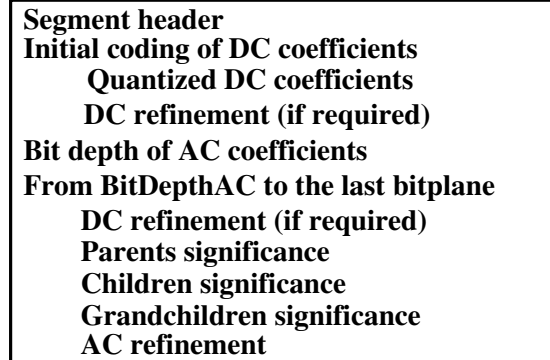 Segment header
Initial coding of DC coefficients
Quantized DC coefficients
DC refinement (if required)
Bit depth of AC coefficients
From BitDepthAC to the last bitplane
DC refinement (if required)
Parents significance
Children significance
Grandchildren significance
AC refinement